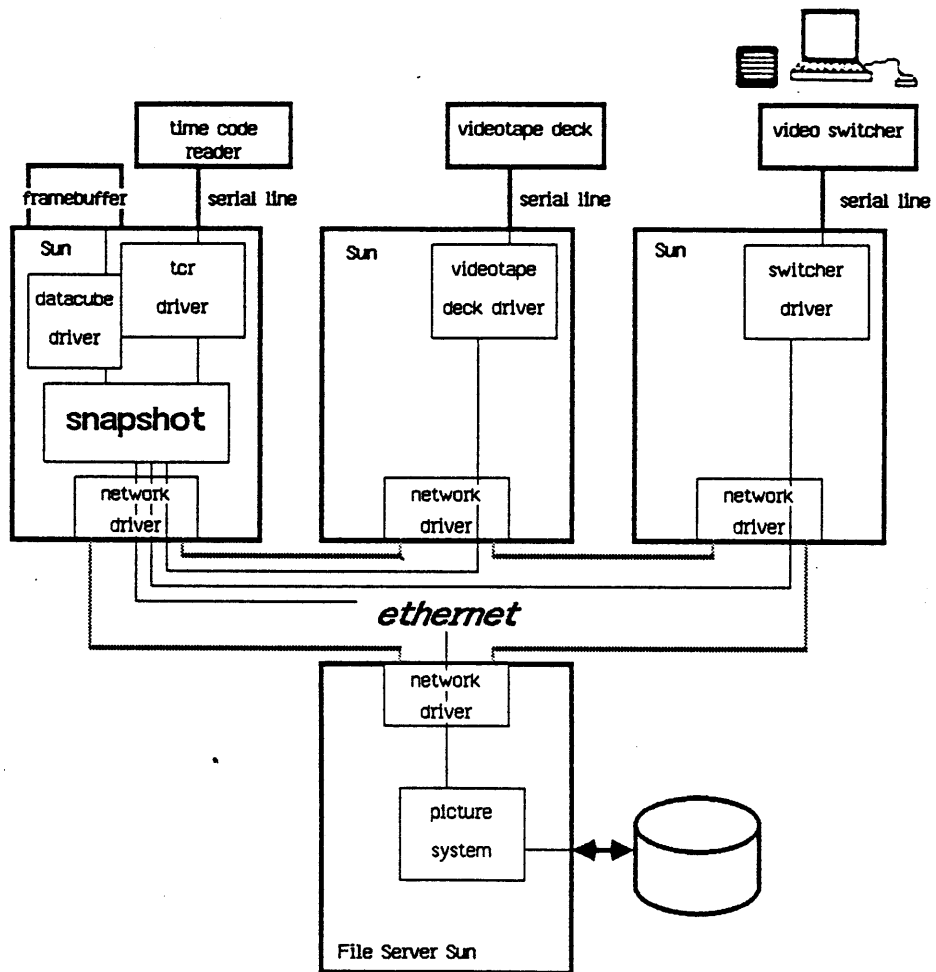 time code
reader
videotape deck
video switcher
framebuffer
serial line
serial line
serial line
Sun
tcr
driver
datacube
driver
snapshot
network
driver
Sun
videotape
deck driver
network
driver
Sun
switcher
driver
network
driver
ethernet
network
driver
picture
system
File Server Sun